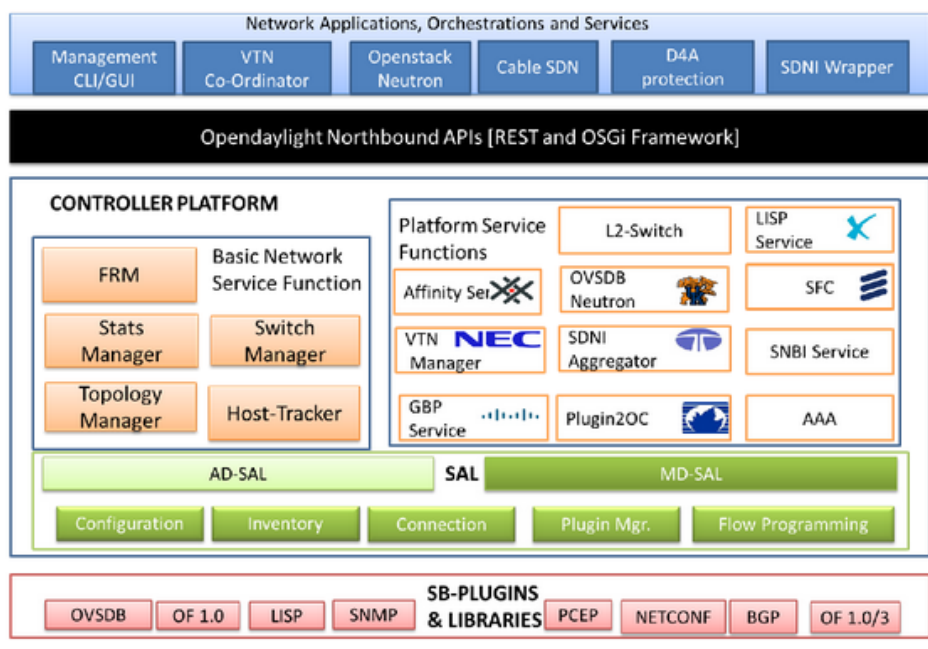 Network Applications, Orchestrations and Services
Management
CLI/GUI
VTN
Co-Ordinator
Openstack
Neutron
Cable SDN
D4A
protection
SDNI Wrapper
Opendaylight Northbound APIs [REST and OSGi Framework]
CONTROLLER PLATFORM
FRM
Basic Network
Service Function
Stats
Manager
Switch
Manager
Topology
Manager
Host-Tracker
Platform Service
Functions
L2-Switch
LISP
Service
Affinity Ser
OVSDB
Neutron
SFC
VTN
Manager
NEC
SDNI
Aggregator
SNBI Service
GBP
Service
Plugin2OC
AAA
AD-SAL
SAL
MD-SAL
Configuration
Inventory
Connection
Plugin Mgr.
Flow Programming
SB-PLUGINS
& LIBRARIES
OVSDB
OF 1.0
LISP
SNMP
PCEP
NETCONF
BGP
OF 1.0/3